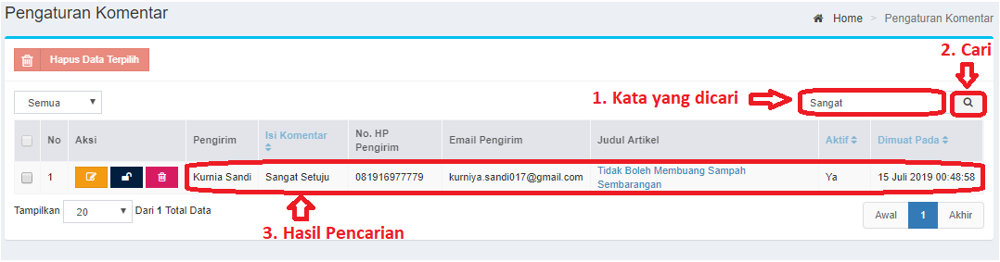 Pengaturan Komentar
Home > Pengaturan Komentar
2. Cari
Hapus Data Terpilih
Semua
1. Kata yang dicari
Sangat
No Aksi Pengirim Isi Komentar No. HP Pengirim Email Pengirim Judul Artikel Aktif Dimuat Pada
1 Kurnia Sandi Sangat Setuju 081916977779 kurniya.sandi017@gmail.com Tidak Boleh Membuang Sampah Sembarangan Ya 15 Juli 2019 00:48:58
Tampilkan 20 Dari 1 Total Data
Awal 1 Akhir
3. Hasil Pencarian